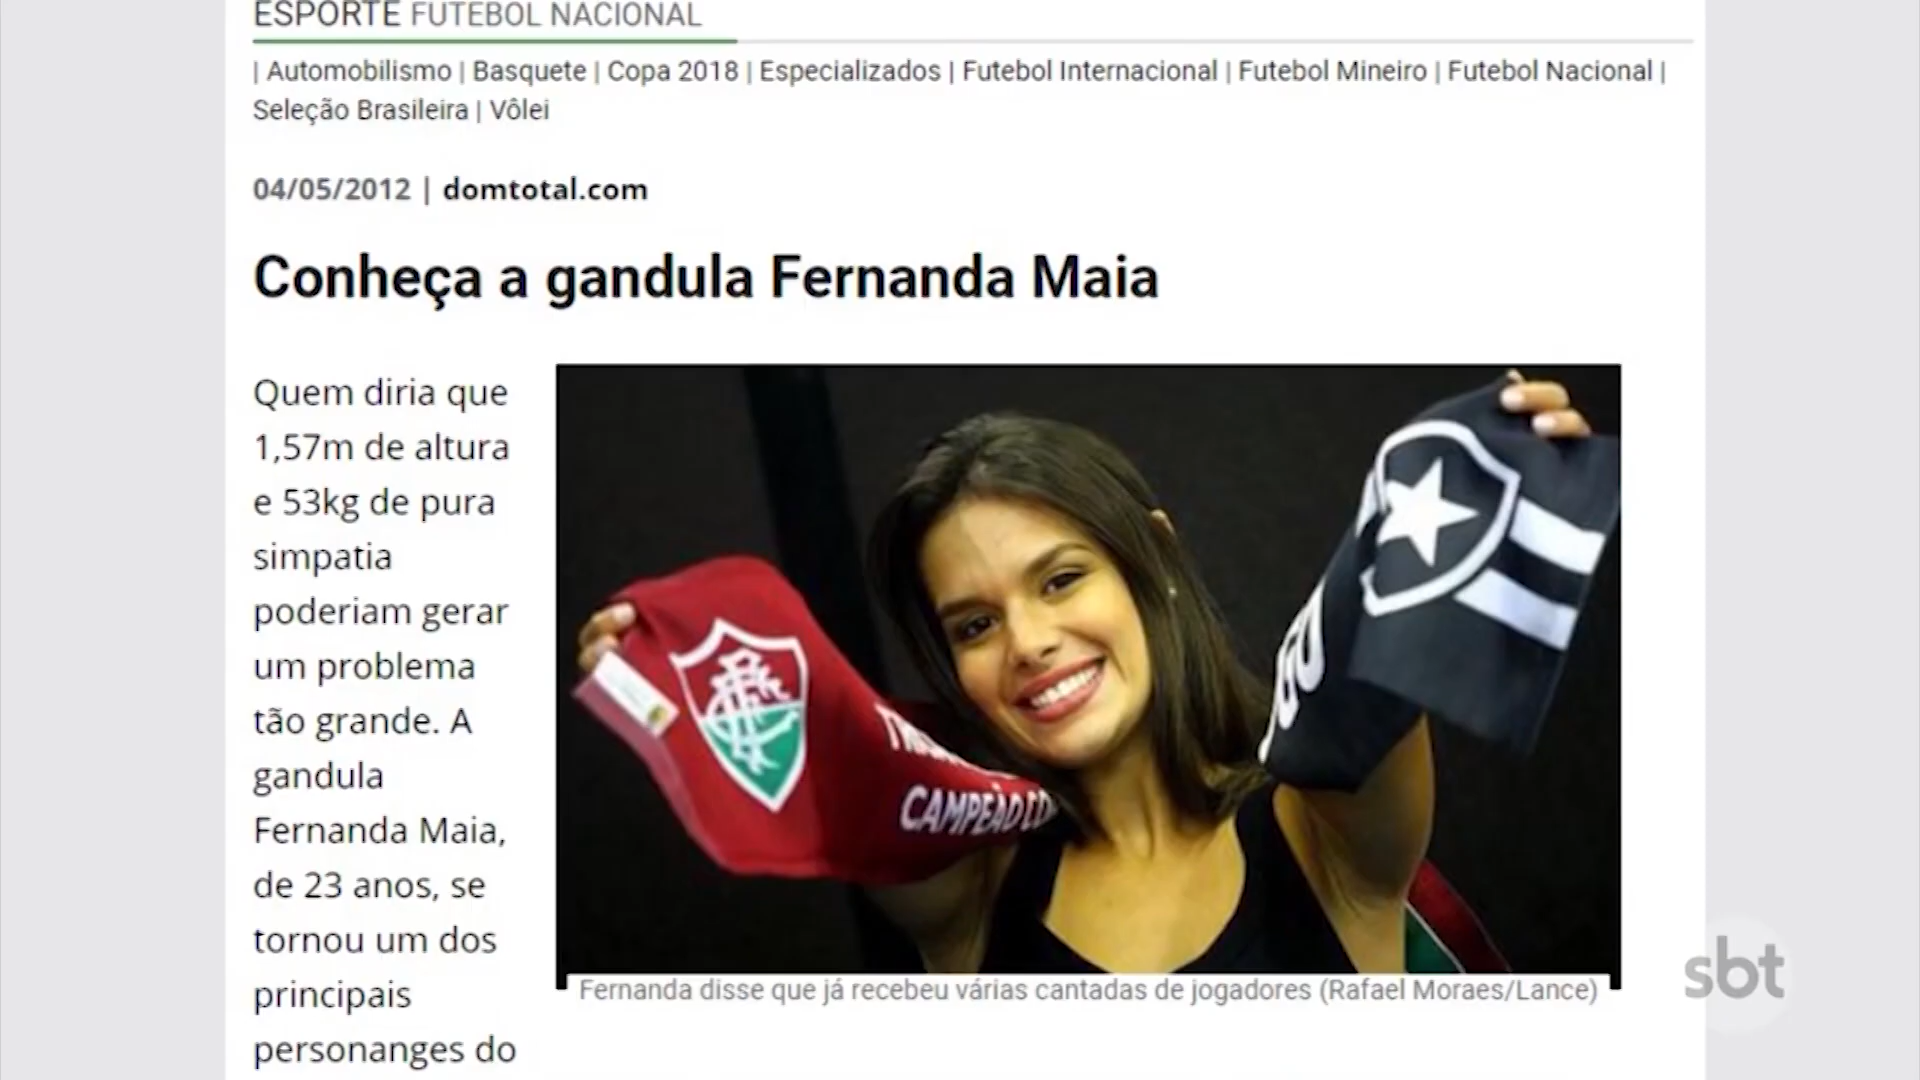 ESPORTE FUTEBOL NACIONAL
| Automobilismo | Basquete | Copa 2018 | Especializados | Futebol Internacional | Futebol Mineiro | Futebol Nacional |
Seleção Brasileira | Vôlei
04/05/2012 | domtotal.com
Conheça a gandula Fernanda Maia
Quem diria que
1,57m de altura
e 53kg de pura
simpatia
poderiam gerar
um problema
tão grande. A
gandula
Fernanda Maia,
de 23 anos, se
tornou um dos
principais
personanges do
CAMPEÃO
Fernanda disse que já recebeu várias cantadas de jogadores (Rafael Moraes/Lance)
sbt